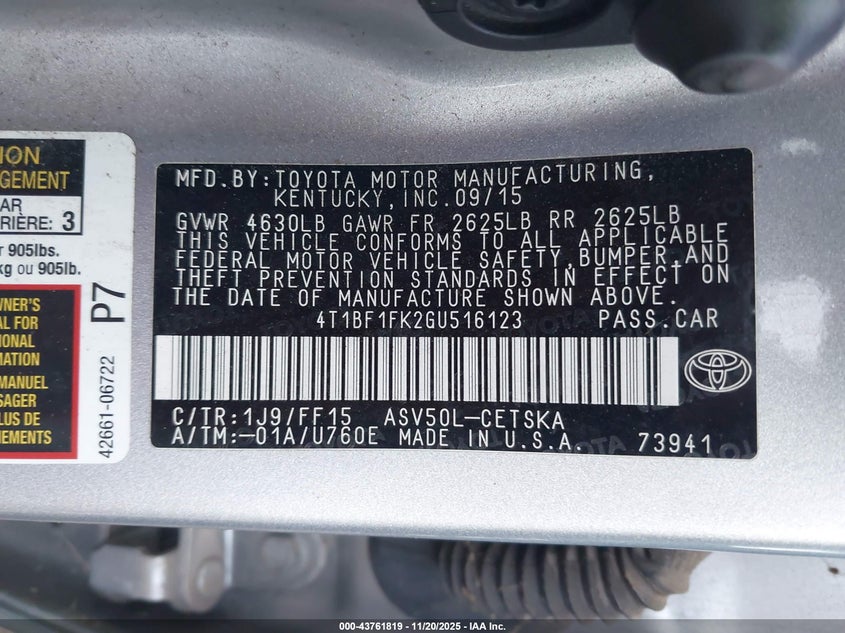 MFD.BY:TOYOTA MOTOR MANUFACTURING,
KENTUCKY,INC.09/15
GVWR 4630LB GAWR FR 2625LB RR 2625LB
THIS VEHICLE CONFORMS TO ALL APPLICABLE
FEDERAL MOTOR VEHICLE SAFETY,BUMPER,AND
THEFT PREVENTION STANDARDS IN EFFECT ON
THE DATE OF MANUFACTURE SHOWN ABOVE.
4T1BF1FK2GU516123 PASS.CAR
C/TR:1J9/FF15 ASV50L-CETSKA
A/TM:-01A/U760E MADE IN U.S.A. 73941
GEMENT
AR
RIÈRE: 3
905lbs.
kg ou 905lb.
WNER'S
AL FOR
IONAL
MATION
MANUEL
SAGER
LUS DE
NEMENTS
P7
42661-06722
000-43761819 - 11/20/2025 - IAA Inc.